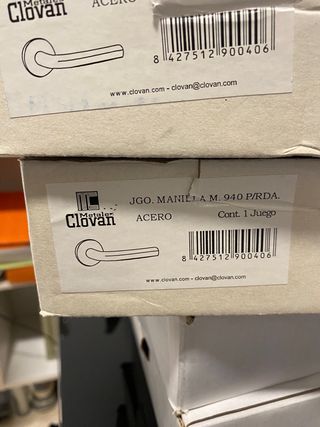 Metales
Clovan
ACERO
8 427512 900406
www.clovan.com - clovan@clovan.com
JGO. MANILLA M. 940 P/RDA.
Metales
Clovan
ACERO
Cont. 1 Juego
8 427512 900406
www.clovan.com - clovan@clovan.com